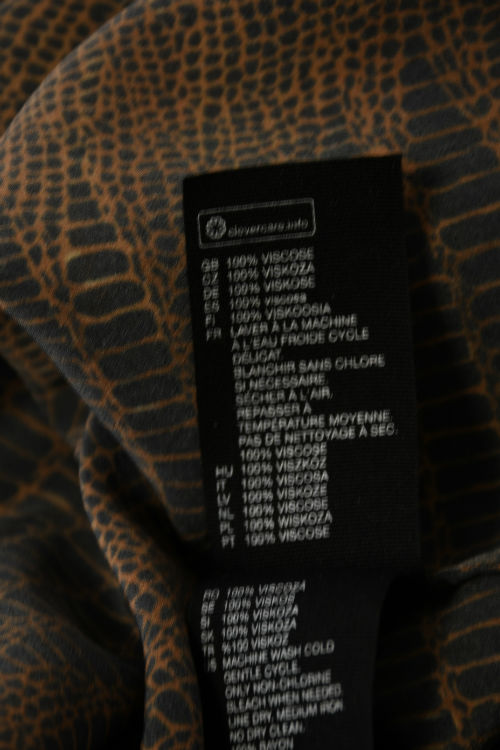 clevercare.info
GB 100% VISCOSE
CZ 100% VISKÓZA
DE 100% VISKOSE
ES 100% viscosa
FI 100% VISKOOSIA
FR LAVER À LA MACHINE
À L'EAU FROIDE CYCLE
DÉLICAT,
BLANCHIR SANS CHLORE
SI NÉCESSAIRE,
SÉCHER À L'AIR,
REPASSER À
TEMPÉRATURE MOYENNE,
PAS DE NETTOYAGE À SEC.
100% VISCOSE
HU 100% VISZKÓZ
IT 100% VISCOSA
LV 100% VISKOZE
NL 100% VISCOSE
PL 100% WISKOZA
PT 100% VISCOSE
RO 100% VISCOZA
SE 100% VISKOS
SI 100% VISKOZA
SK 100% VISKÓZA
TR %100 VISKOZ
US MACHINE WASH COLD
GENTLE CYCLE,
ONLY NON-CHLORINE
BLEACH WHEN NEEDED
LINE DRY, MEDIUM IRON
NO DRY CLEAN.
100% RAYON